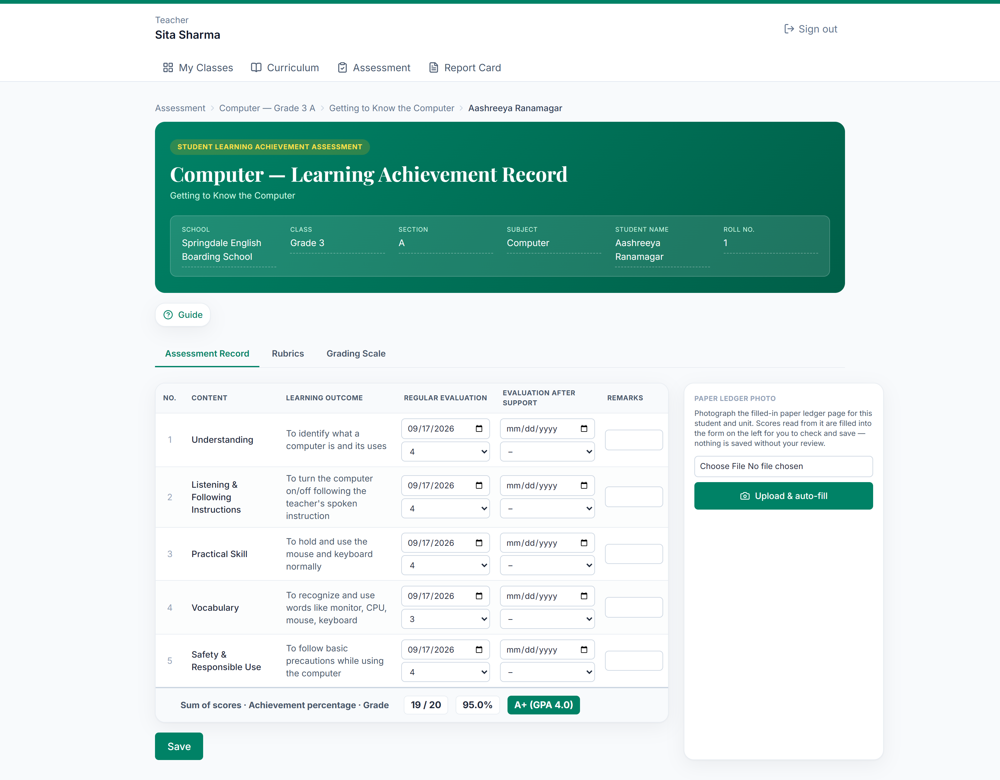 Teacher
Sita Sharma
Sign out
My Classes
Curriculum
Assessment
Report Card
Assessment > Computer — Grade 3 A > Getting to Know the Computer > Aashreeya Ranamagar
STUDENT LEARNING ACHIEVEMENT ASSESSMENT
Computer — Learning Achievement Record
Getting to Know the Computer
SCHOOL
Springdale English
Boarding School
CLASS
Grade 3
SECTION
A
SUBJECT
Computer
STUDENT NAME
Aashreeya
Ranamagar
ROLL NO.
1
Guide
Assessment Record
Rubrics
Grading Scale
NO.
CONTENT
LEARNING OUTCOME
REGULAR EVALUATION
EVALUATION AFTER
SUPPORT
REMARKS
1
Understanding
To identify what a
computer is and its uses
09/17/2026
4
mm/dd/yyyy
–
2
Listening &
Following
Instructions
To turn the computer
on/off following the
teacher's spoken
instruction
09/17/2026
4
mm/dd/yyyy
–
3
Practical Skill
To hold and use the
mouse and keyboard
normally
09/17/2026
4
mm/dd/yyyy
–
4
Vocabulary
To recognize and use
words like monitor, CPU,
mouse, keyboard
09/17/2026
3
mm/dd/yyyy
–
5
Safety &
Responsible Use
To follow basic
precautions while using
the computer
09/17/2026
4
mm/dd/yyyy
–
Sum of scores · Achievement percentage · Grade
19 / 20
95.0%
A+ (GPA 4.0)
Save
PAPER LEDGER PHOTO
Photograph the filled-in paper ledger page for this
student and unit. Scores read from it are filled into
the form on the left for you to check and save —
nothing is saved without your review.
Choose File No file chosen
Upload & auto-fill